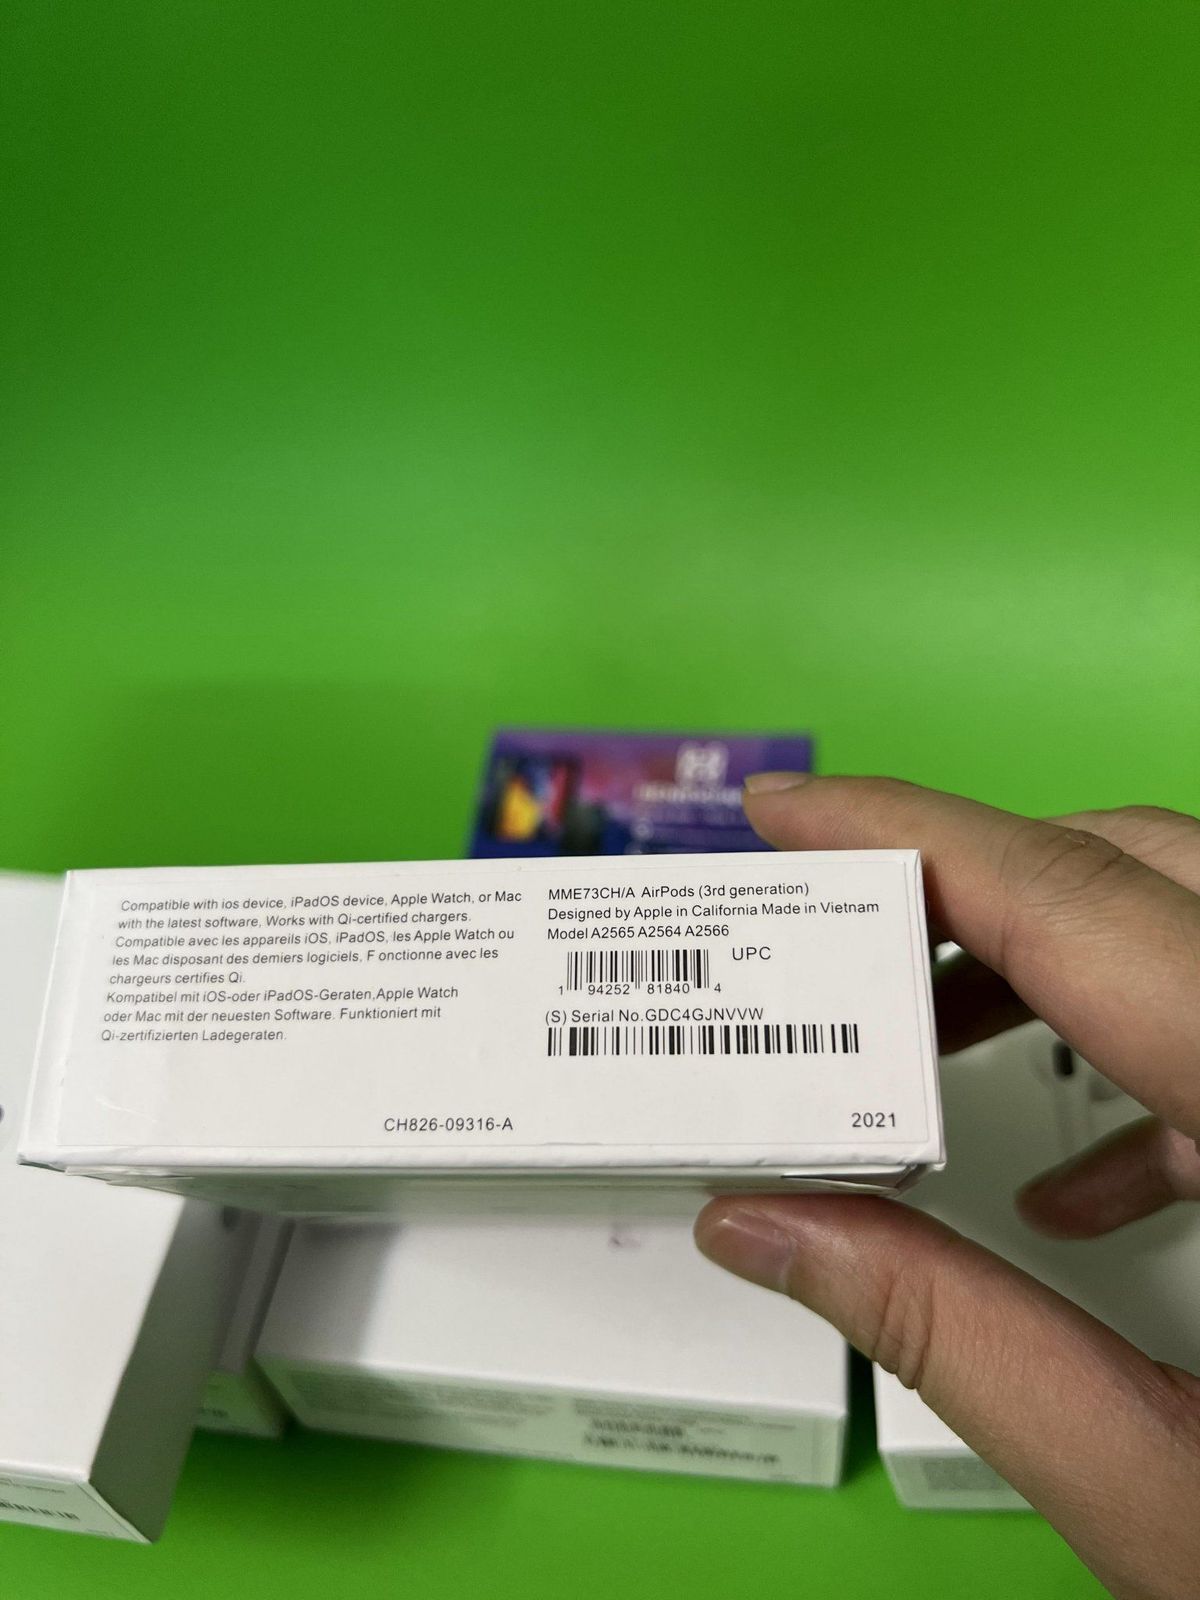 Compatible with ios device, iPadOS device, Apple Watch, or Mac
with the latest software, Works with Qi-certified chargers.
Compatible avec les appareils iOS, iPadOS, les Apple Watch ou
les Mac disposant des demiers logiciels, F onctionne avec les
chargeurs certifies Qi.
Kompatibel mit iOS-oder iPadOS-Geraten,Apple Watch
oder Mac mit der neuesten Software. Funktioniert mit
Qi-zertifizierten Ladegeraten.
CH826-09316-A
MME73CH/A AirPods (3rd generation)
Designed by Apple in California Made in Vietnam
Model A2565 A2564 A2566
UPC
1 94252 81840 4
(S) Serial No.GDC4GJNVVW
2021